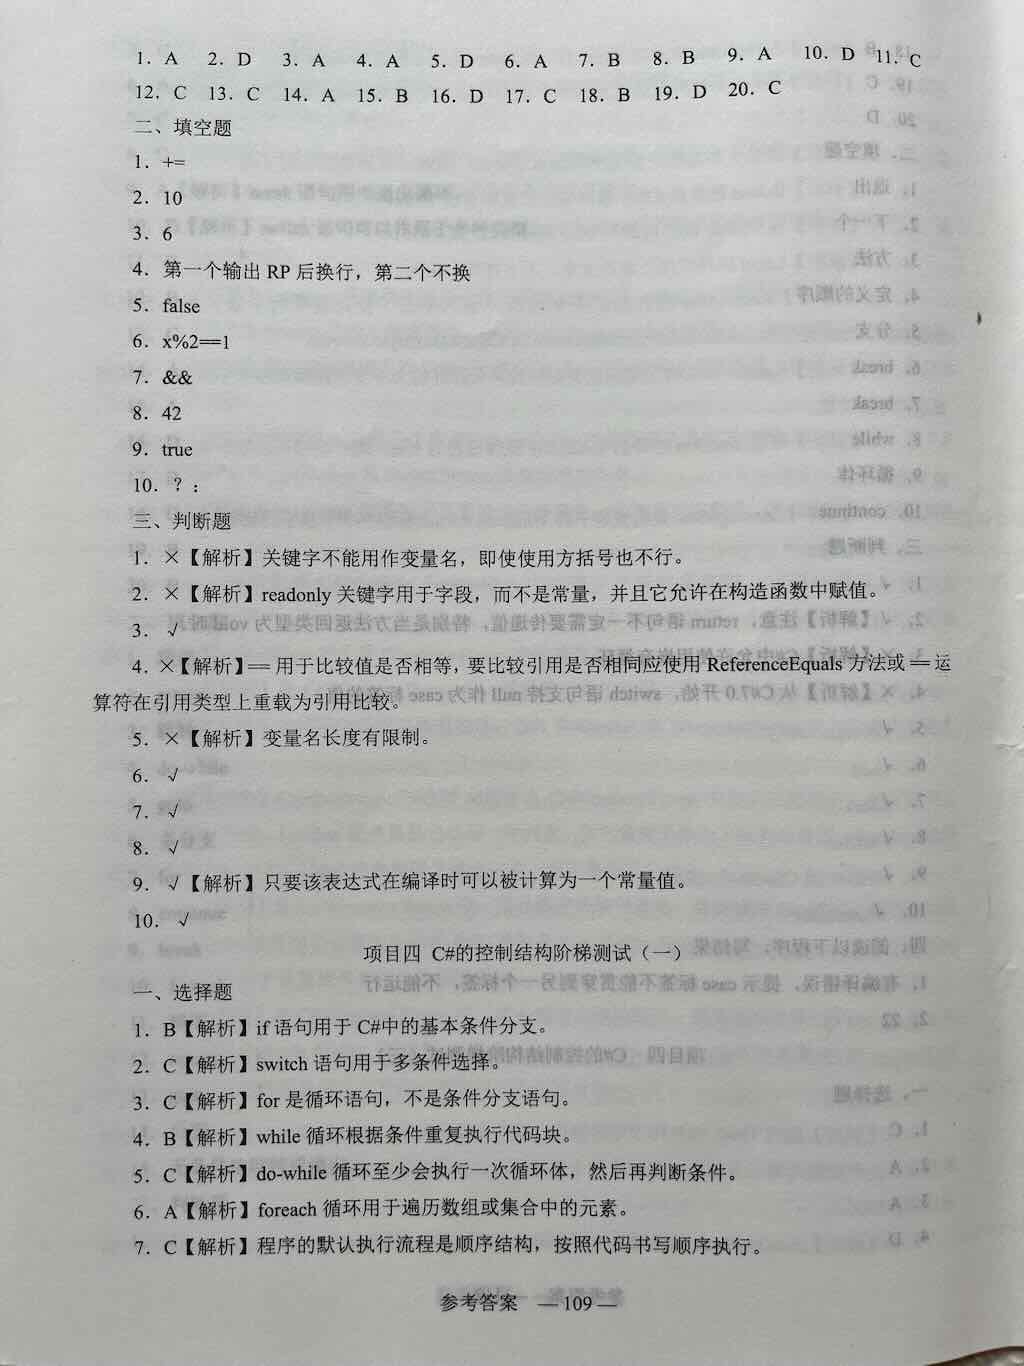 1．A 2．D 3．A 4．A 5．D 6．A 7．B 8．B 9．A 10．D 11．C
12．C 13．C 14．A 15．B 16．D 17．C 18．B 19．D 20．C
二、填空题
1．+=
2．10
3．6
4．第一个输出 RP 后换行，第二个不换
5．false
6．x%2==1
7．&&
8．42
9．true
10．？：
三、判断题
1．×【解析】关键字不能用作变量名，即使使用方括号也不行。
2．×【解析】readonly 关键字用于字段，而不是常量，并且它允许在构造函数中赋值。
3．√
4．×【解析】== 用于比较值是否相等，要比较引用是否相同应使用 ReferenceEquals 方法或 == 运
算符在引用类型上重载为引用比较。
5．×【解析】变量名长度有限制。
6．√
7．√
8．√
9．√【解析】只要该表达式在编译时可以被计算为一个常量值。
10．√
项目四 C#的控制结构阶梯测试（一）
一、选择题
1．B【解析】if 语句用于 C#中的基本条件分支。
2．C【解析】switch 语句用于多条件选择。
3．C【解析】for 是循环语句，不是条件分支语句。
4．B【解析】while 循环根据条件重复执行代码块。
5．C【解析】do-while 循环至少会执行一次循环体，然后再判断条件。
6．A【解析】foreach 循环用于遍历数组或集合中的元素。
7．C【解析】程序的默认执行流程是顺序结构，按照代码书写顺序执行。
参考答案 — 109 —